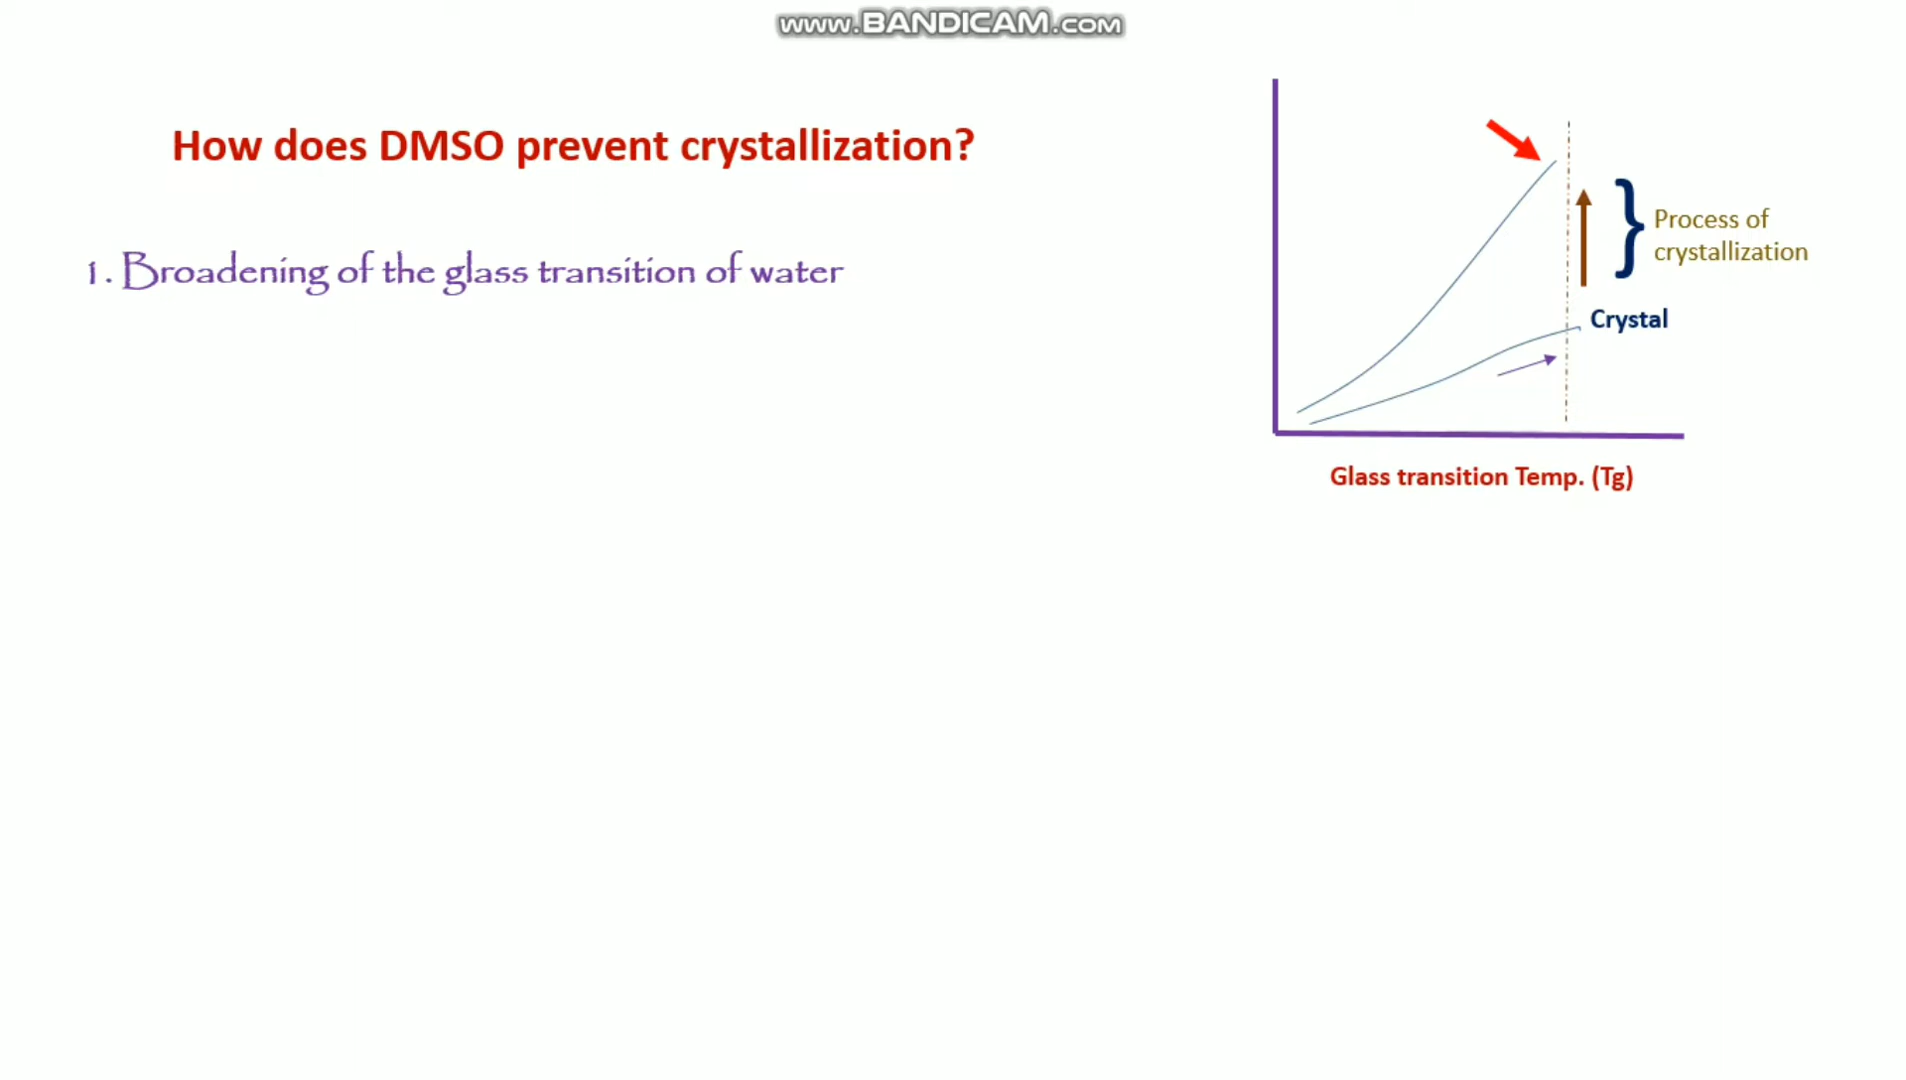 www.BANDICAM.com
How does DMSO prevent crystallization?
1. Broadening of the glass transition of water
Process of
crystallization
Crystal
Glass transition Temp. (Tg)